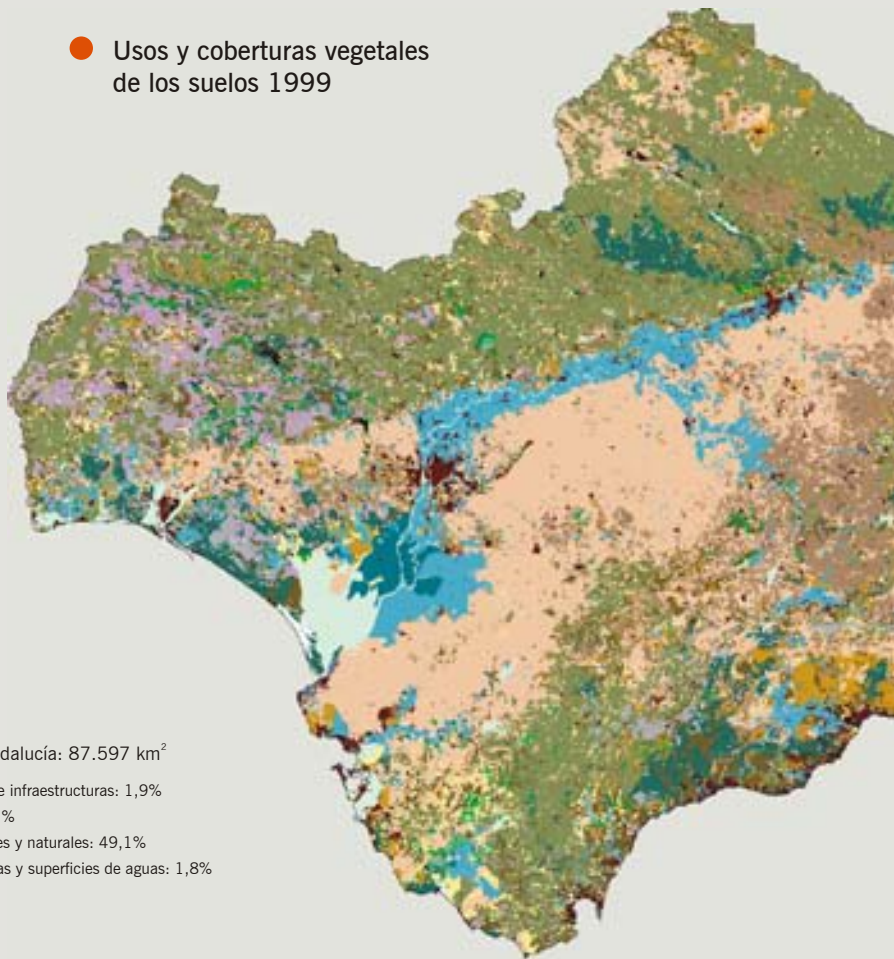 Usos y coberturas vegetales
de los suelos 1999
dalucía: 87.597 km²
e infraestructuras: 1,9%
%
es y naturales: 49,1%
as y superficies de aguas: 1,8%